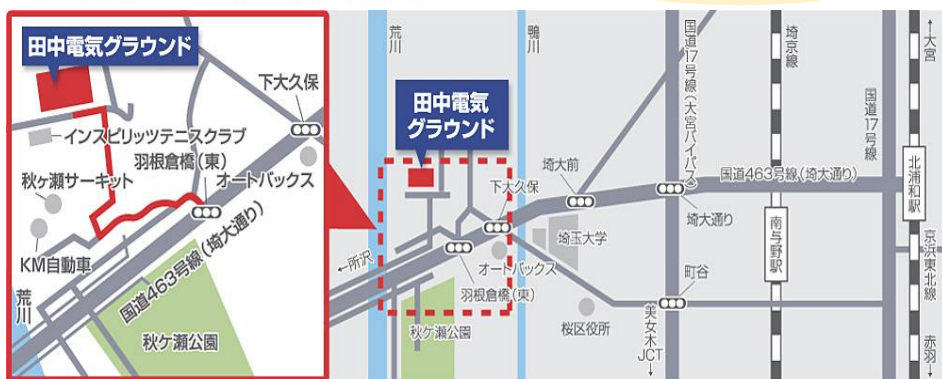 田中電気グラウンド
下大久保
インスピリッツテニスクラブ
羽根倉橋(東)
秋ヶ瀬サーキット
オートバックス
KM自動車
国道463号線(埼大通り)
荒川
秋ヶ瀬公園
荒川
鴨川
国道17号線(大宮バイパス)
埼京線
国道17号線
↑大宮
田中電気
グラウンド
埼大前
下大久保
国道463号線(埼大通り)
北浦和駅
埼大通り
埼玉大学
南与野駅
←所沢
オートバックス
京浜東北線
羽根倉橋(東)
町谷
秋ケ瀬公園
桜区役所
美女木
JCT→
赤羽→